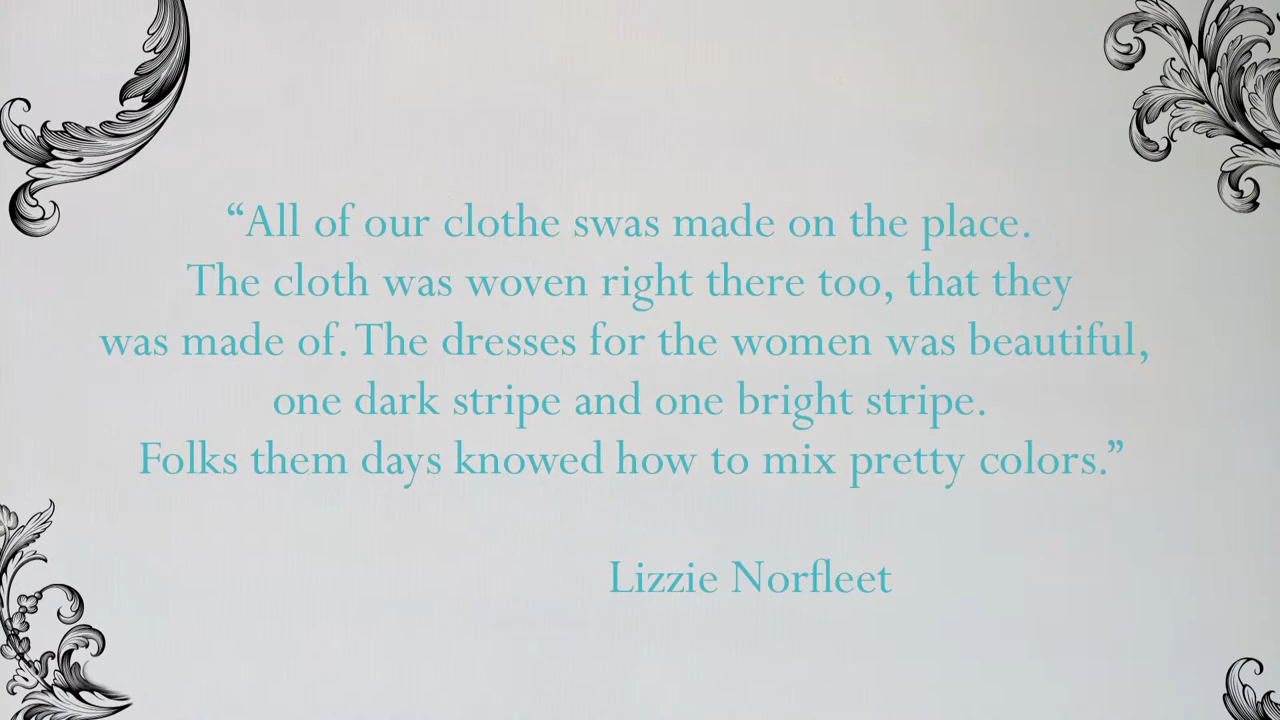 “All of our clothe swas made on the place.
The cloth was woven right there too, that they
was made of. The dresses for the women was beautiful,
one dark stripe and one bright stripe.
Folks them days knowed how to mix pretty colors.”
Lizzie Norfleet